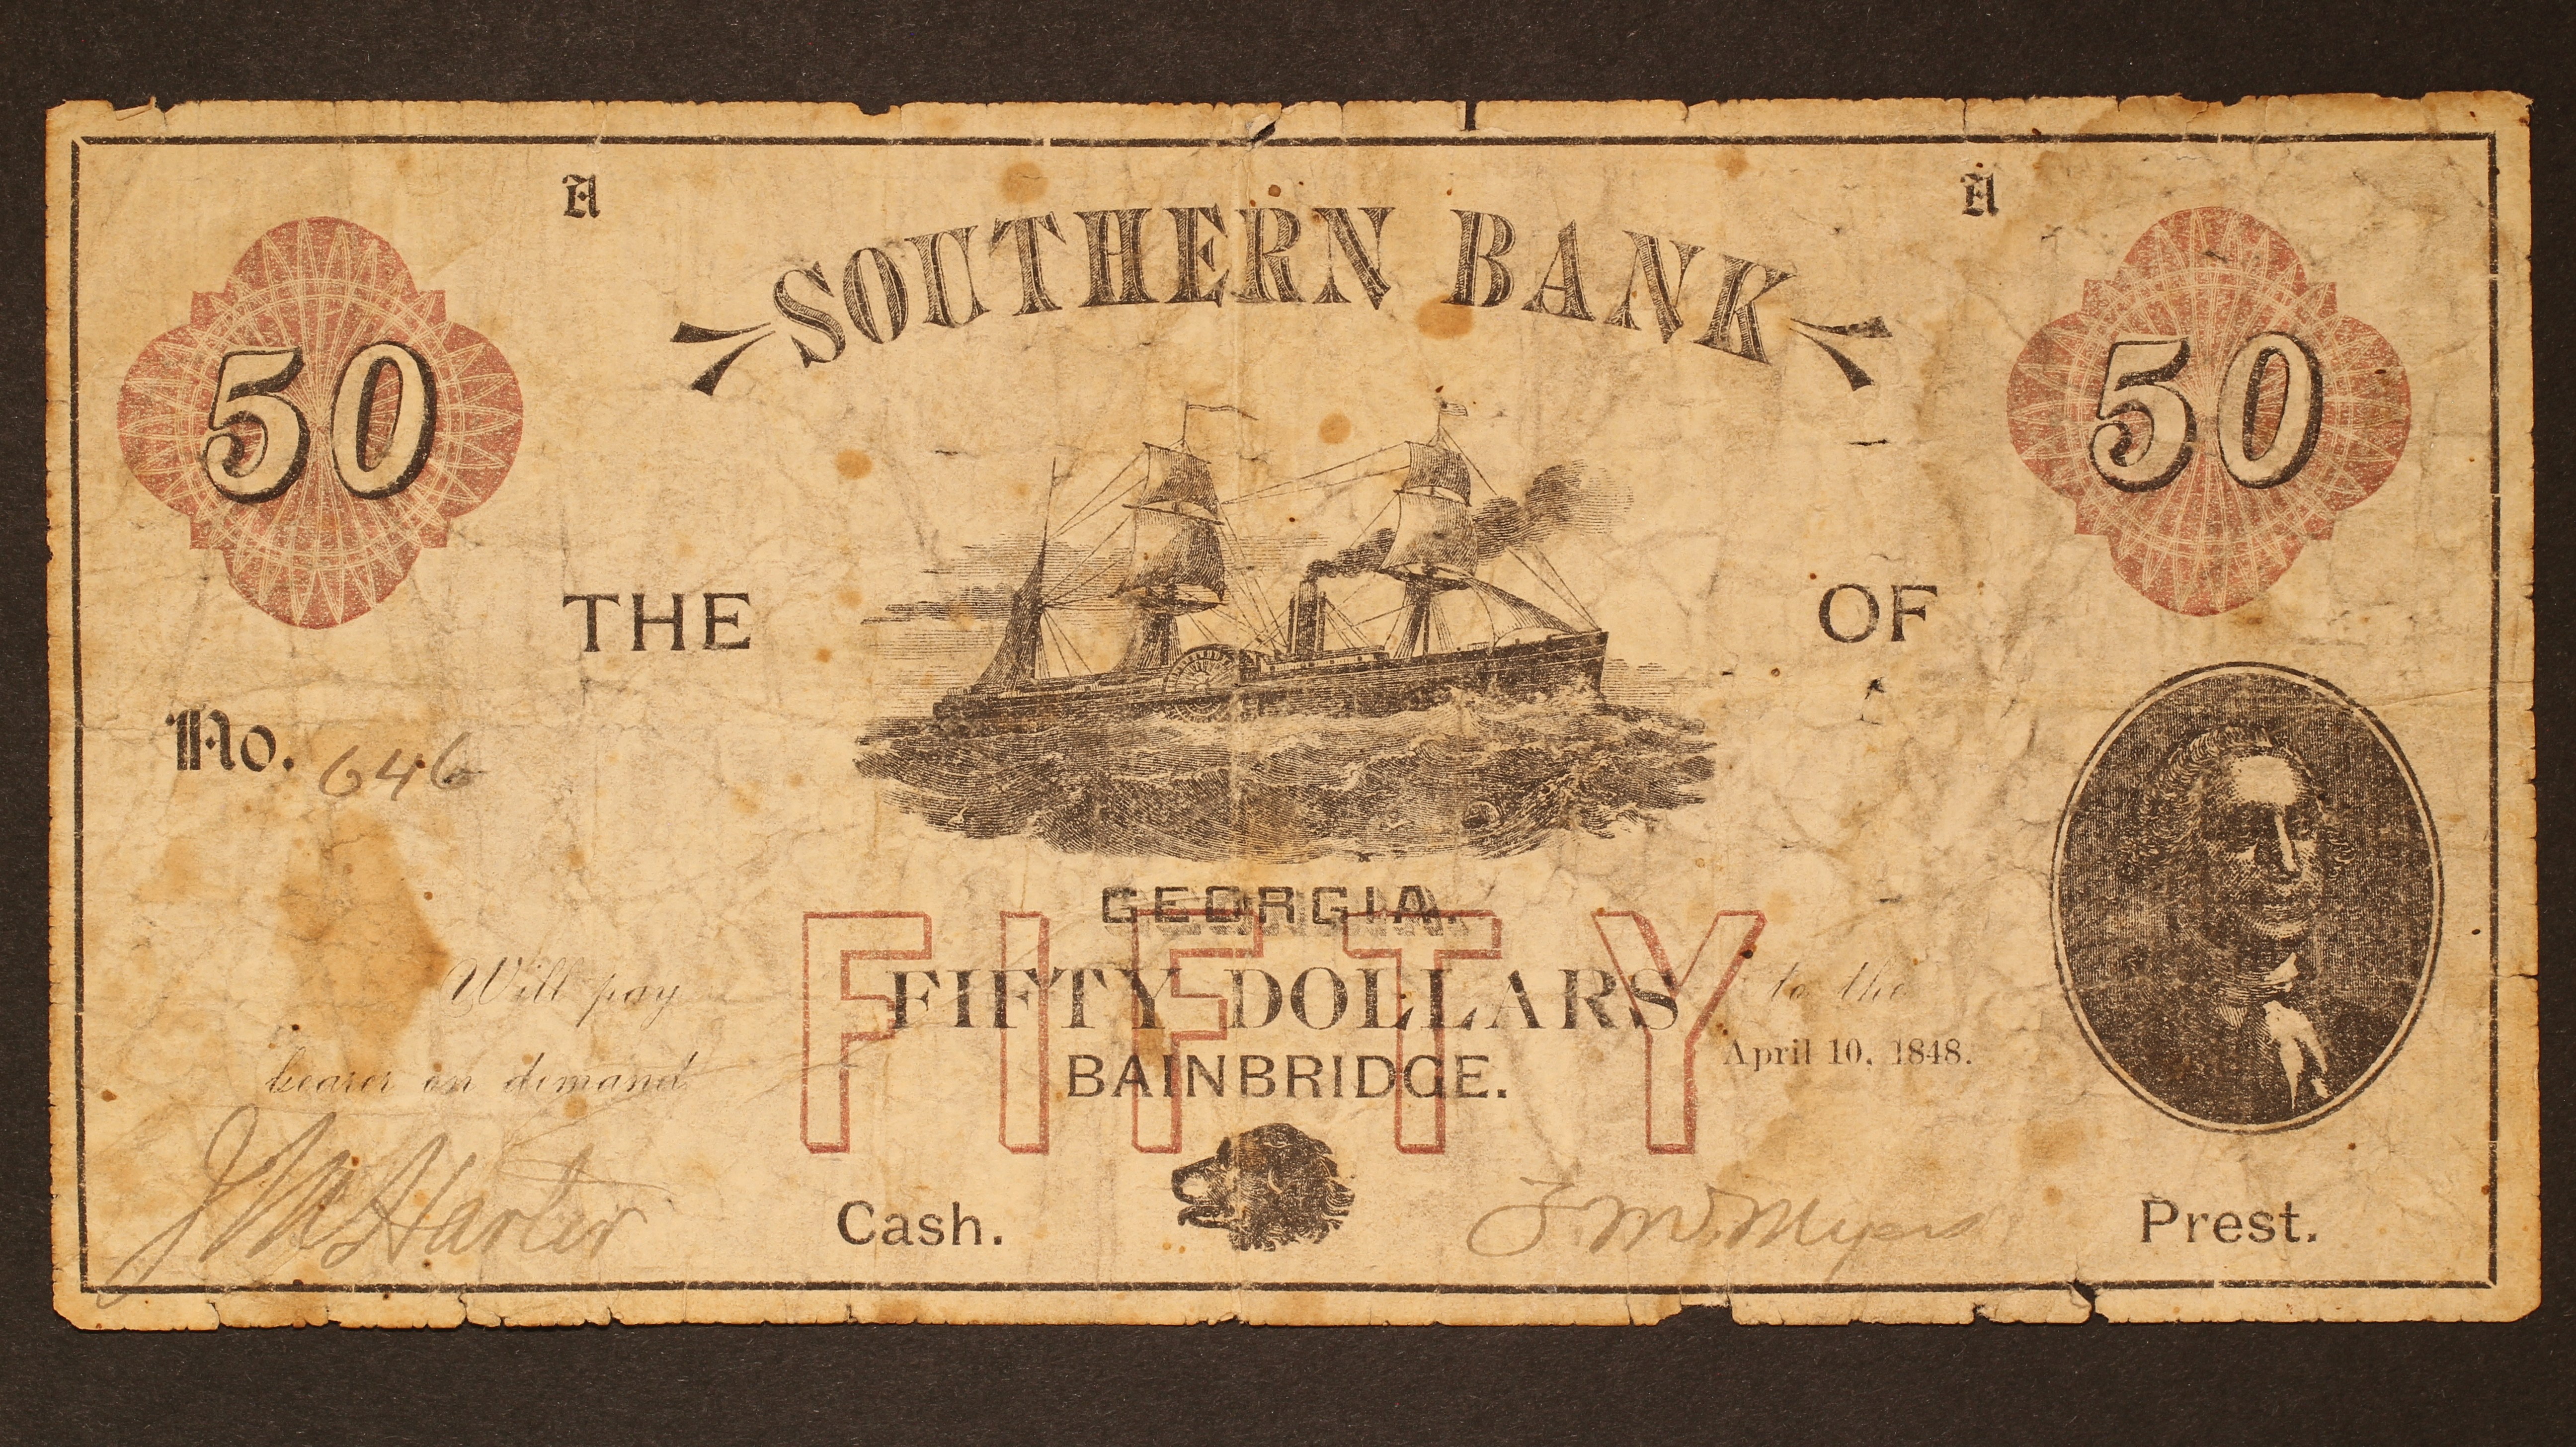 A A
SOUTHERN BANK
50 50
THE OF
No. 646
GEORGIA.
FIFTY
Will pay FIFTY DOLLARS to the
bearer on demand BAINBRIDGE. April 10, 1848.
Cash. Prest.